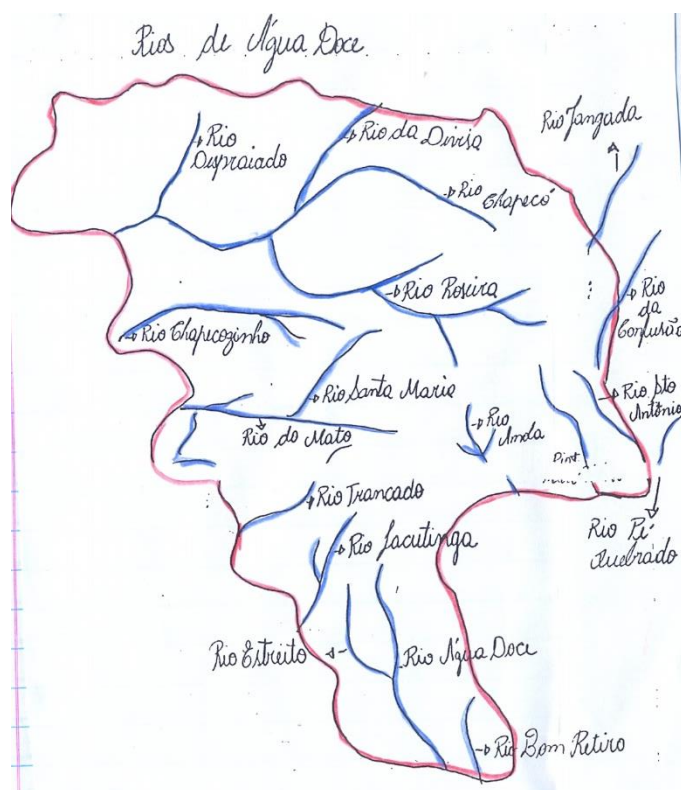 Rios de Água Doce
Rio
Dispraiado
Rio da Divisa
Rio Jangada
Rio
Chapecó
Rio Roseira
Rio
da
Confusão
Rio Chapecozinho
Rio Santa Maria
Rio Sto
Antônio
Rio do Mato
Rio
Anda
Rio Trancado
Rio Pé
Quebrado
Rio Jacutinga
Rio Estreito
Rio Água Doce
Rio Bom Retiro